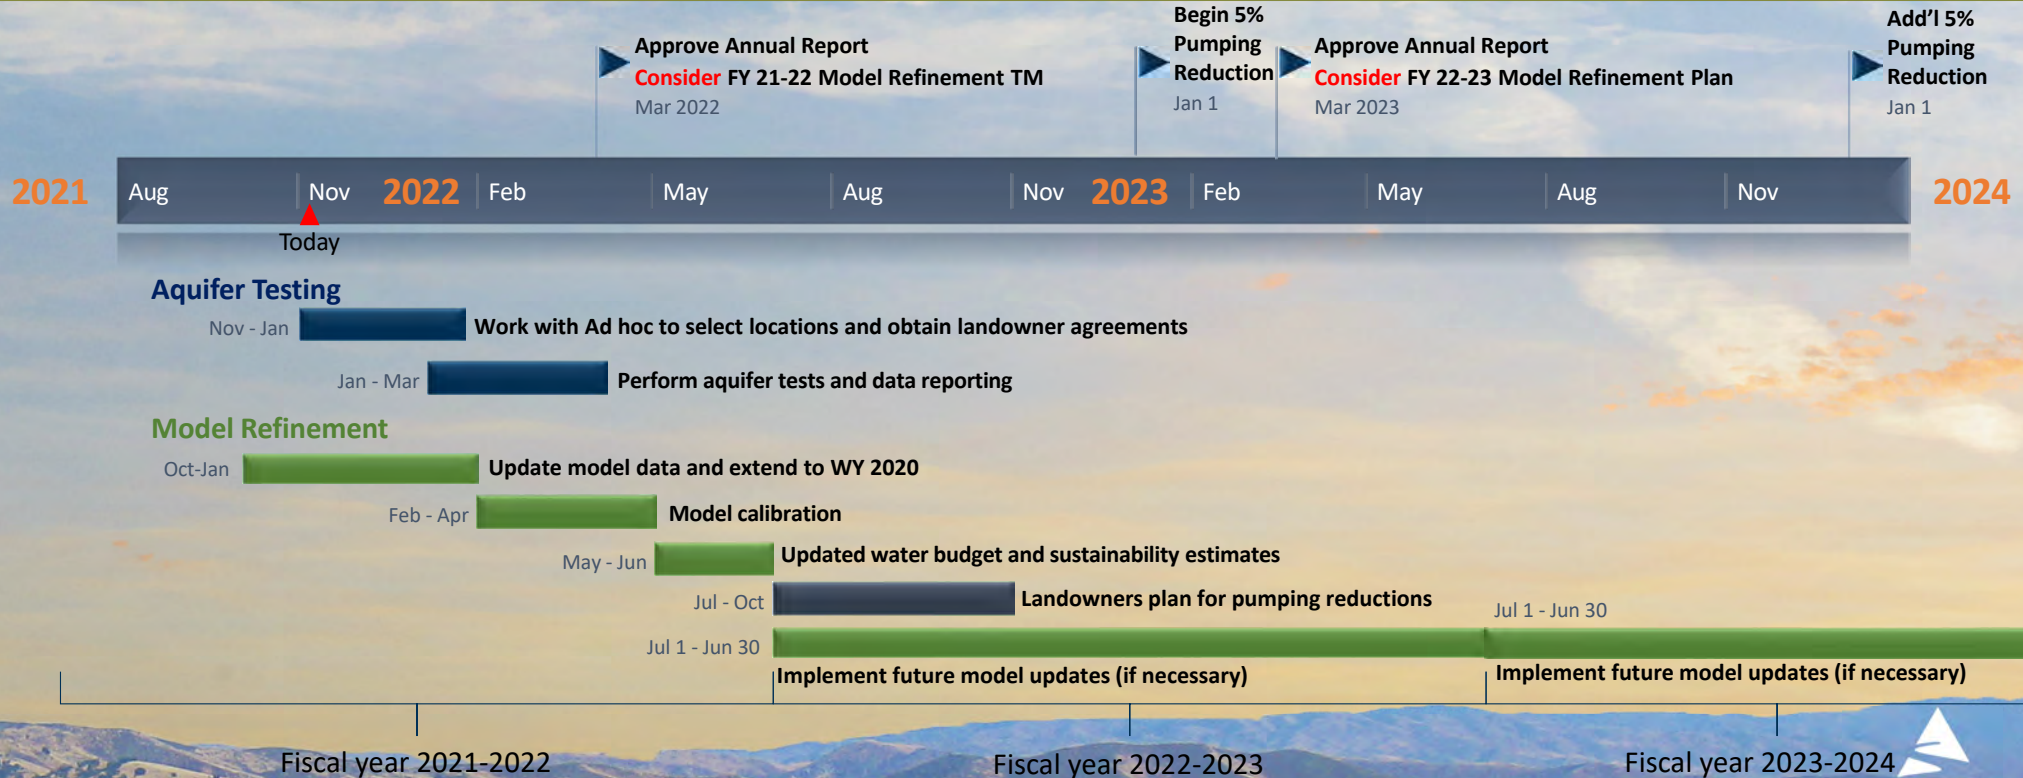 Approve Annual Report
Consider FY 21-22 Model Refinement TM
Mar 2022
Begin 5%
Pumping
Reduction
Jan 1
Approve Annual Report
Consider FY 22-23 Model Refinement Plan
Mar 2023
Add'l 5%
Pumping
Reduction
Jan 1
2021 Aug Nov 2022 Feb May Aug Nov 2023 Feb May Aug Nov 2024
Today
Aquifer Testing
Nov - Jan Work with Ad hoc to select locations and obtain landowner agreements
Jan - Mar Perform aquifer tests and data reporting
Model Refinement
Oct-Jan Update model data and extend to WY 2020
Feb - Apr Model calibration
May - Jun Updated water budget and sustainability estimates
Jul - Oct Landowners plan for pumping reductions
Jul 1 - Jun 30
Jul 1 - Jun 30
Implement future model updates (if necessary)
Implement future model updates (if necessary)
Fiscal year 2021-2022
Fiscal year 2022-2023
Fiscal year 2023-2024